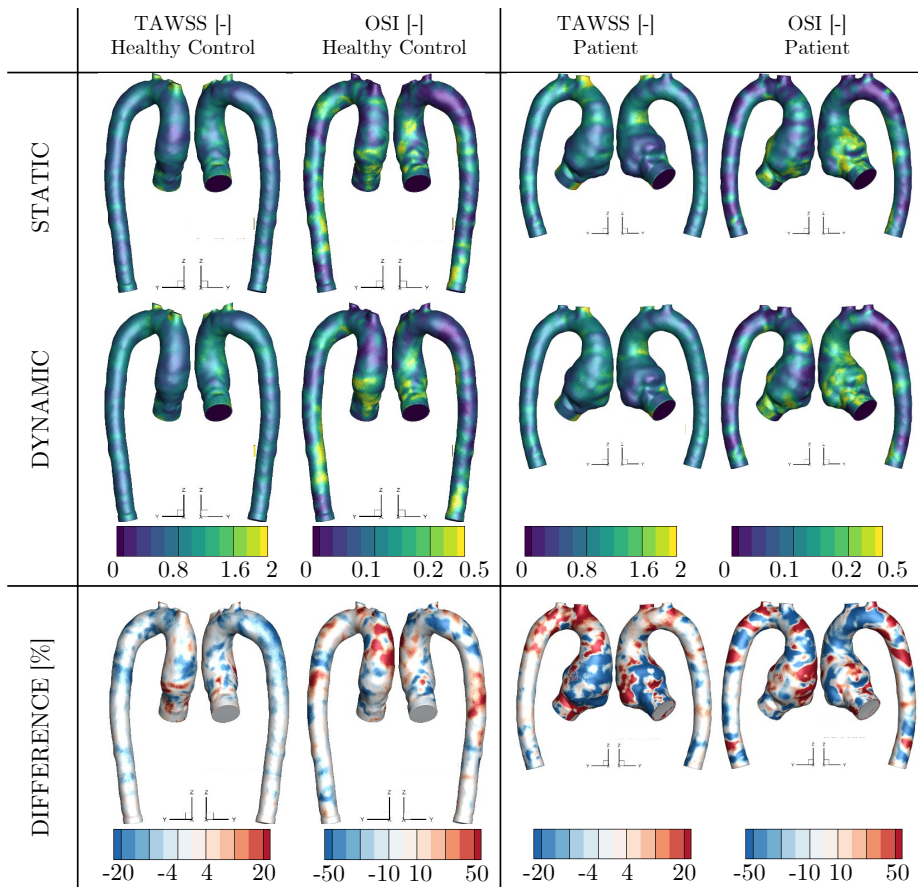 TAWSS [-]
Healthy Control
OSI [-]
Healthy Control
TAWSS [-]
Patient
OSI [-]
Patient
STATIC
Z Z
Y Y
Z Z
Y Y
Z Z
Y Y
Z Z
Y Y
DYNAMIC
Z Z
Y Y
Z Z
Y Y
Z Z
Y Y
Z Z
Y Y
0 0.8 1.6 2
0 0.1 0.2 0.5
0 0.8 1.6 2
0 0.1 0.2 0.5
DIFFERENCE [%]
Z Z
Y Y
Z Z
Y Y
Z Z
Y Y
Z Z
Y Y
-20 -4 4 20
-50 -10 10 50
-20 -4 4 20
-50 -10 10 50